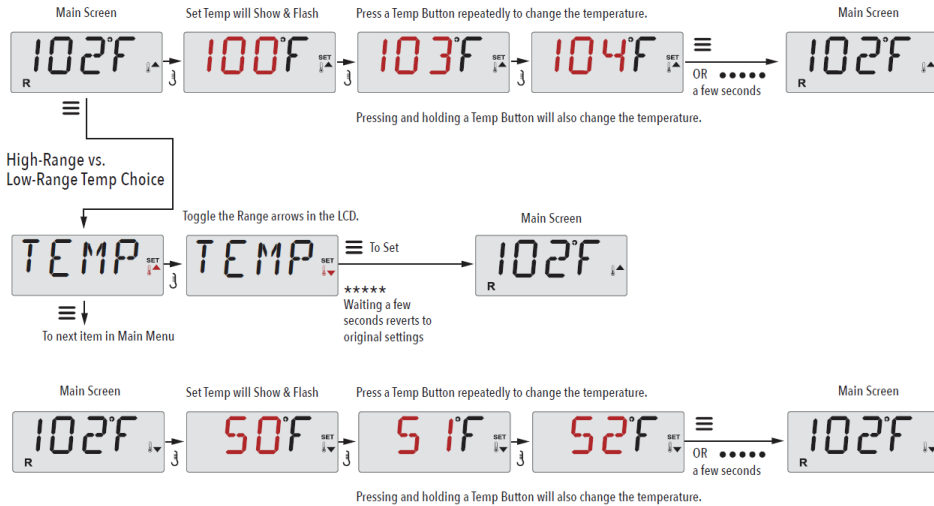 Main Screen
Set Temp will Show & Flash
Press a Temp Button repeatedly to change the temperature.
Main Screen
102°F
R
100°F
SET
103°F
SET
104°F
SET
OR •••••
a few seconds
102°F
R
Pressing and holding a Temp Button will also change the temperature.
High-Range vs.
Low-Range Temp Choice
Toggle the Range arrows in the LCD.
Main Screen
TEMP
SET
TEMP
SET
To Set
*****
Waiting a few
seconds reverts to
original settings
102°F
R
To next item in Main Menu
Main Screen
Set Temp will Show & Flash
Press a Temp Button repeatedly to change the temperature.
Main Screen
102°F
R
50°F
SET
51°F
SET
52°F
SET
OR •••••
a few seconds
102°F
R
Pressing and holding a Temp Button will also change the temperature.